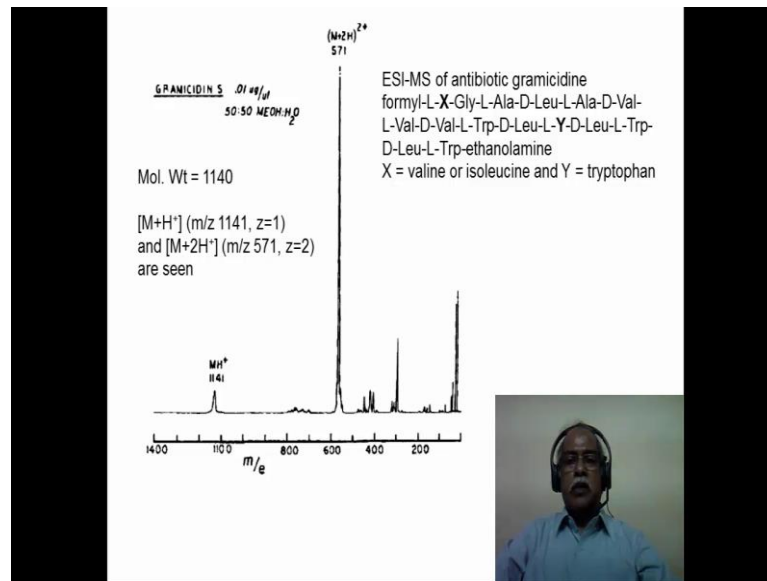 (M+2H)2+
571
GRAMICIDIN S .01 ug/ul
50:50 MEOH:H2O
ESI-MS of antibiotic gramicidine
formyl-L-X-Gly-L-Ala-D-Leu-L-Ala-D-Val-
L-Val-D-Val-L-Trp-D-Leu-L-Y-D-Leu-L-Trp-
D-Leu-L-Trp-ethanolamine
X = valine or isoleucine and Y = tryptophan
Mol. Wt = 1140
[M+H+] (m/z 1141, z=1)
and [M+2H+] (m/z 571, z=2)
are seen
MH+
1141
1400 1100 800 600 400 200
m/e